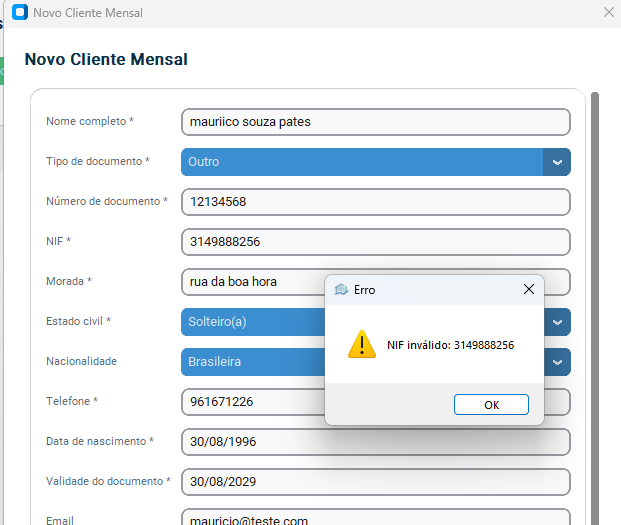 Novo Cliente Mensal
Novo Cliente Mensal
Nome completo * mauriico souza pates
Tipo de documento * Outro
Número de documento * 12134568
NIF * 3149888256
Morada * rua da boa hora
Estado civil * Solteiro(a)
Nacionalidade Brasileira
Telefone * 961671226
Data de nascimento * 30/08/1996
Validade do documento * 30/08/2029
Email mauricio@teste.com
Erro
NIF inválido: 3149888256
OK